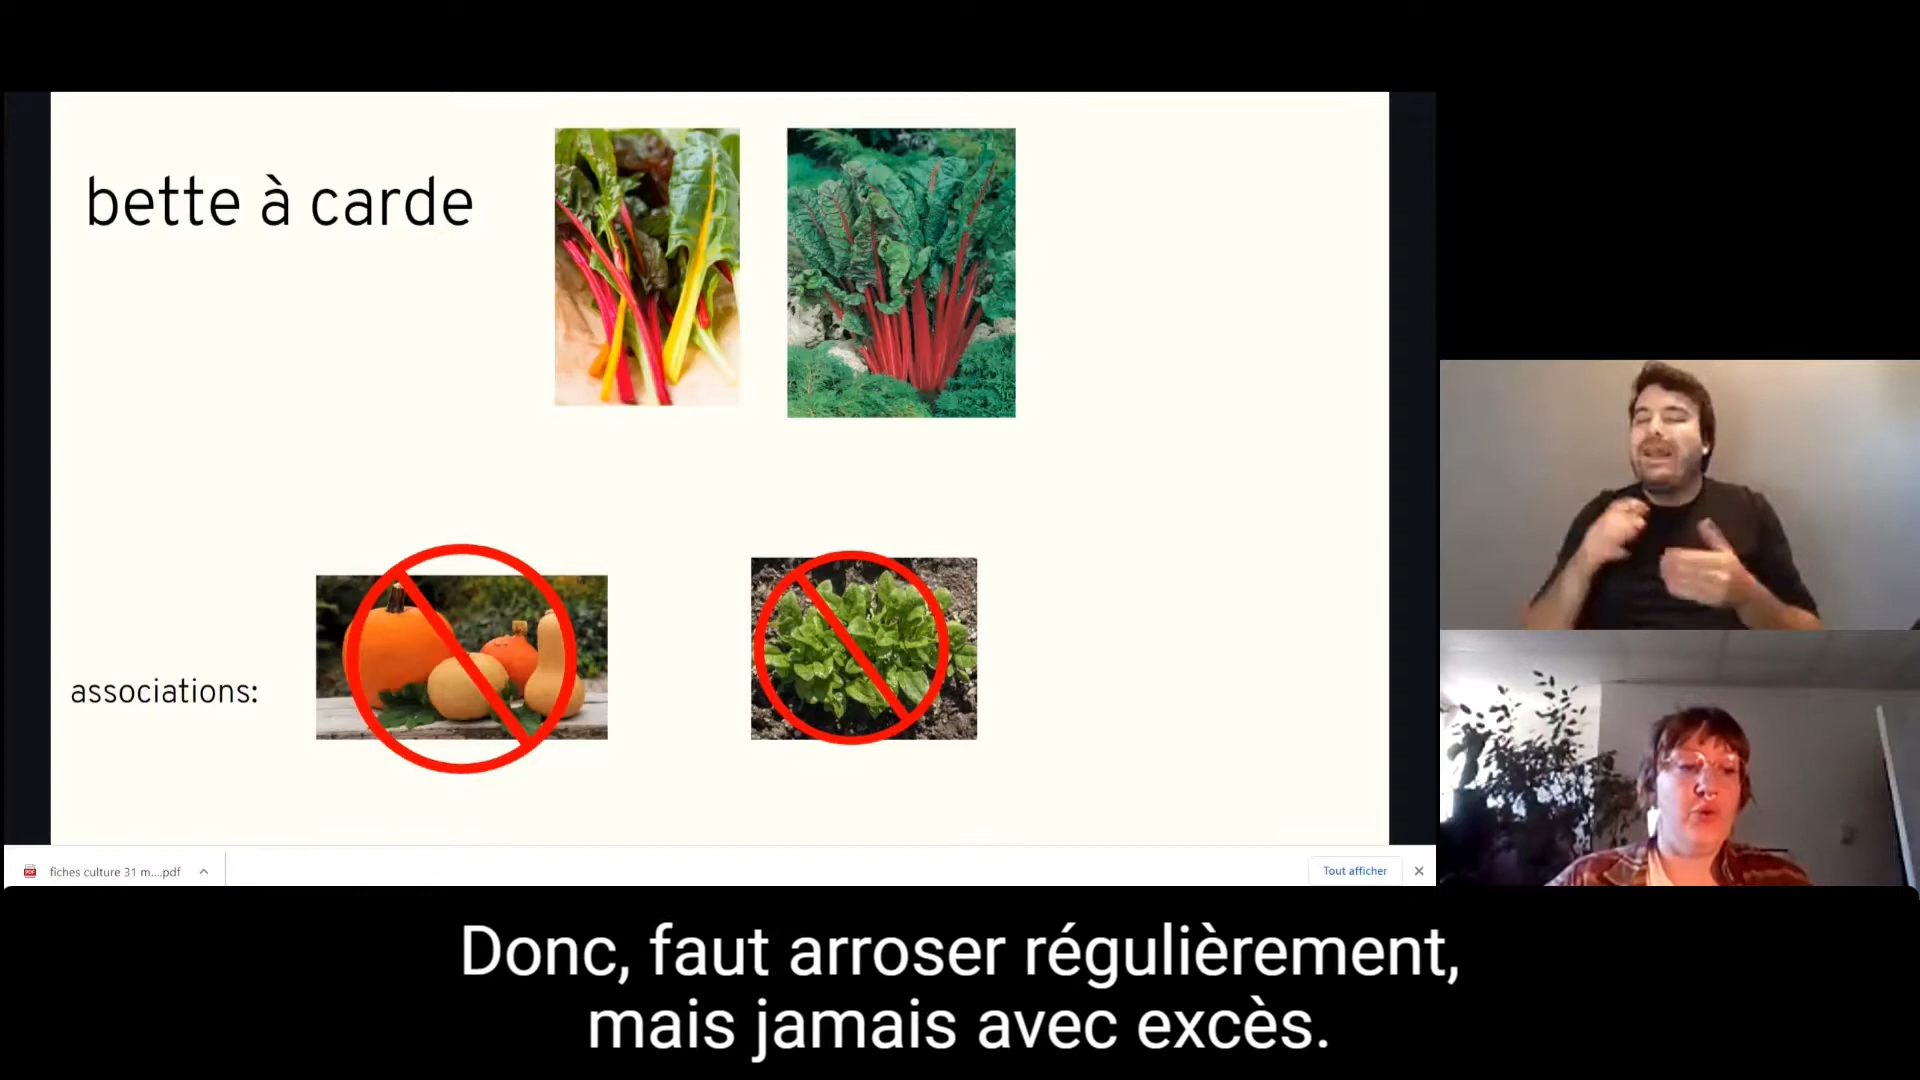 bette à carde
associations:
fiches culture 31 m....pdf
Tout afficher
Donc, faut arroser régulièrement,
mais jamais avec excès.